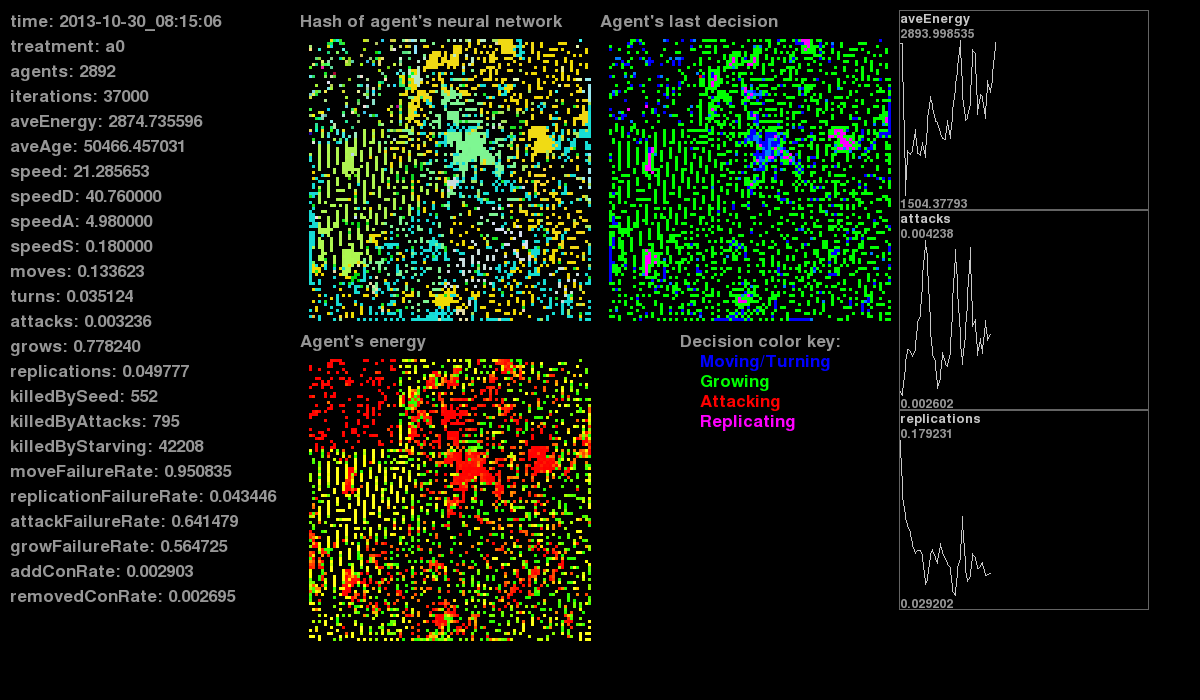 time: 2013-10-30_08:15:06
treatment: a0
agents: 2892
iterations: 37000
aveEnergy: 2874.735596
aveAge: 50466.457031
speed: 21.285653
speedD: 40.760000
speedA: 4.980000
speedS: 0.180000
moves: 0.133623
turns: 0.035124
attacks: 0.003236
grows: 0.778240
replications: 0.049777
killedBySeed: 552
killedByAttacks: 795
killedByStarving: 42208
moveFailureRate: 0.950835
replicationFailureRate: 0.043446
attackFailureRate: 0.641479
growFailureRate: 0.564725
addConRate: 0.002903
removedConRate: 0.002695
Hash of agent's neural network
Agent's last decision
Agent's energy
Decision color key:
Moving/Turning
Growing
Attacking
Replicating
aveEnergy
2893.998535
1504.37793
attacks
0.004238
0.002602
replications
0.179231
0.029202